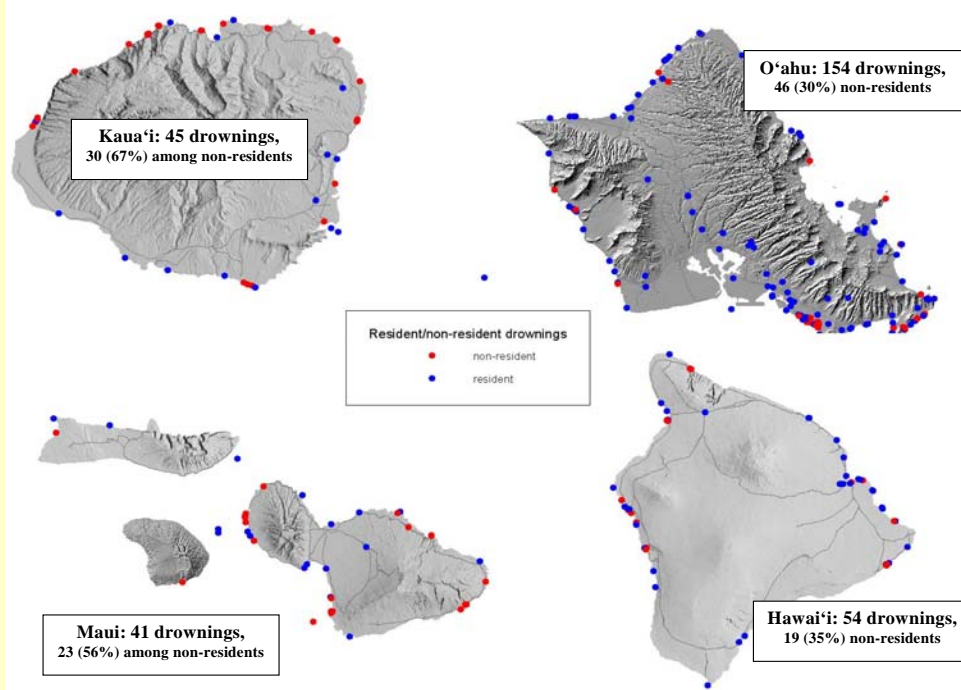 O‘ahu: 154 drownings,
46 (30%) non-residents
Kaua‘i: 45 drownings,
30 (67%) among non-residents
Resident/non-resident drownings
non-resident
resident
Maui: 41 drownings,
23 (56%) among non-residents
Hawai‘i: 54 drownings,
19 (35%) non-residents